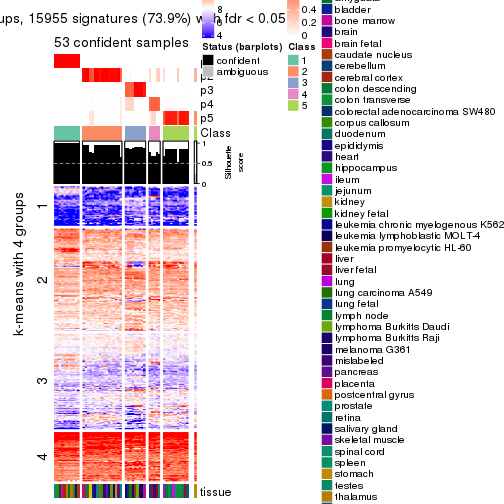 ups, 15955 signatures (73.9%) with fdr < 0.05
53 confident samples
p3
p4
p5
Class
1
0.5
0
Silhouette
score
k-means with 4 groups
1
2
3
4
tissue
8
6
4
Status (barplots)
confident
ambiguous
0.4
0.2
0
Class
1
2
3
4
5
bladder
bone marrow
brain
brain fetal
caudate nucleus
cerebellum
cerebral cortex
colon descending
colon transverse
colorectal adenocarcinoma SW480
corpus callosum
duodenum
epididymis
heart
hippocampus
ileum
jejunum
kidney
kidney fetal
leukemia chronic myelogenous K562
leukemia lymphoblastic MOLT-4
leukemia promyelocytic HL-60
liver
liver fetal
lung
lung carcinoma A549
lung fetal
lymph node
lymphoma Burkitts Daudi
lymphoma Burkitts Raji
melanoma G361
mislabeled
pancreas
placenta
postcentral gyrus
prostate
retina
salivary gland
skeletal muscle
spinal cord
spleen
stomach
testes
thalamus